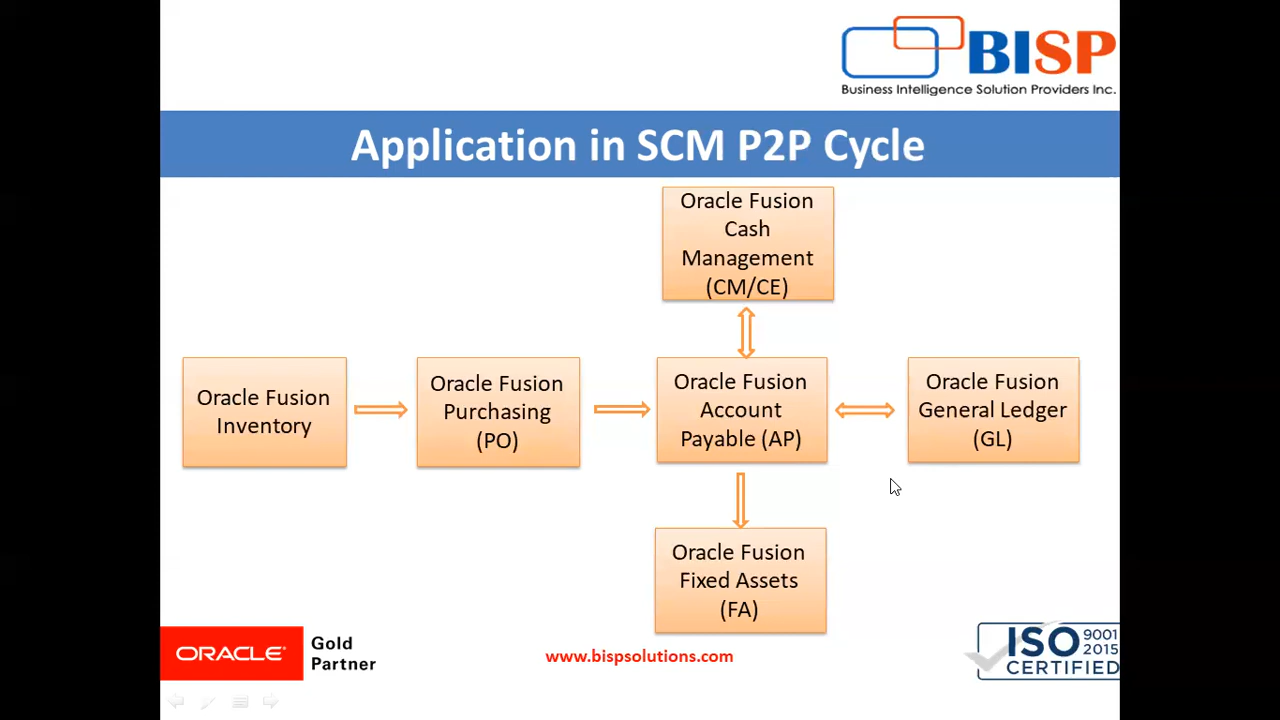 BISP
Business Intelligence Solution Providers Inc.
Application in SCM P2P Cycle
Oracle Fusion
Cash
Management
(CM/CE)
Oracle Fusion
Inventory
Oracle Fusion
Purchasing
(PO)
Oracle Fusion
Account
Payable (AP)
Oracle Fusion
General Ledger
(GL)
Oracle Fusion
Fixed Assets
(FA)
ORACLE
Gold
Partner
www.bispsolutions.com
ISO 9001
2015
CERTIFIED